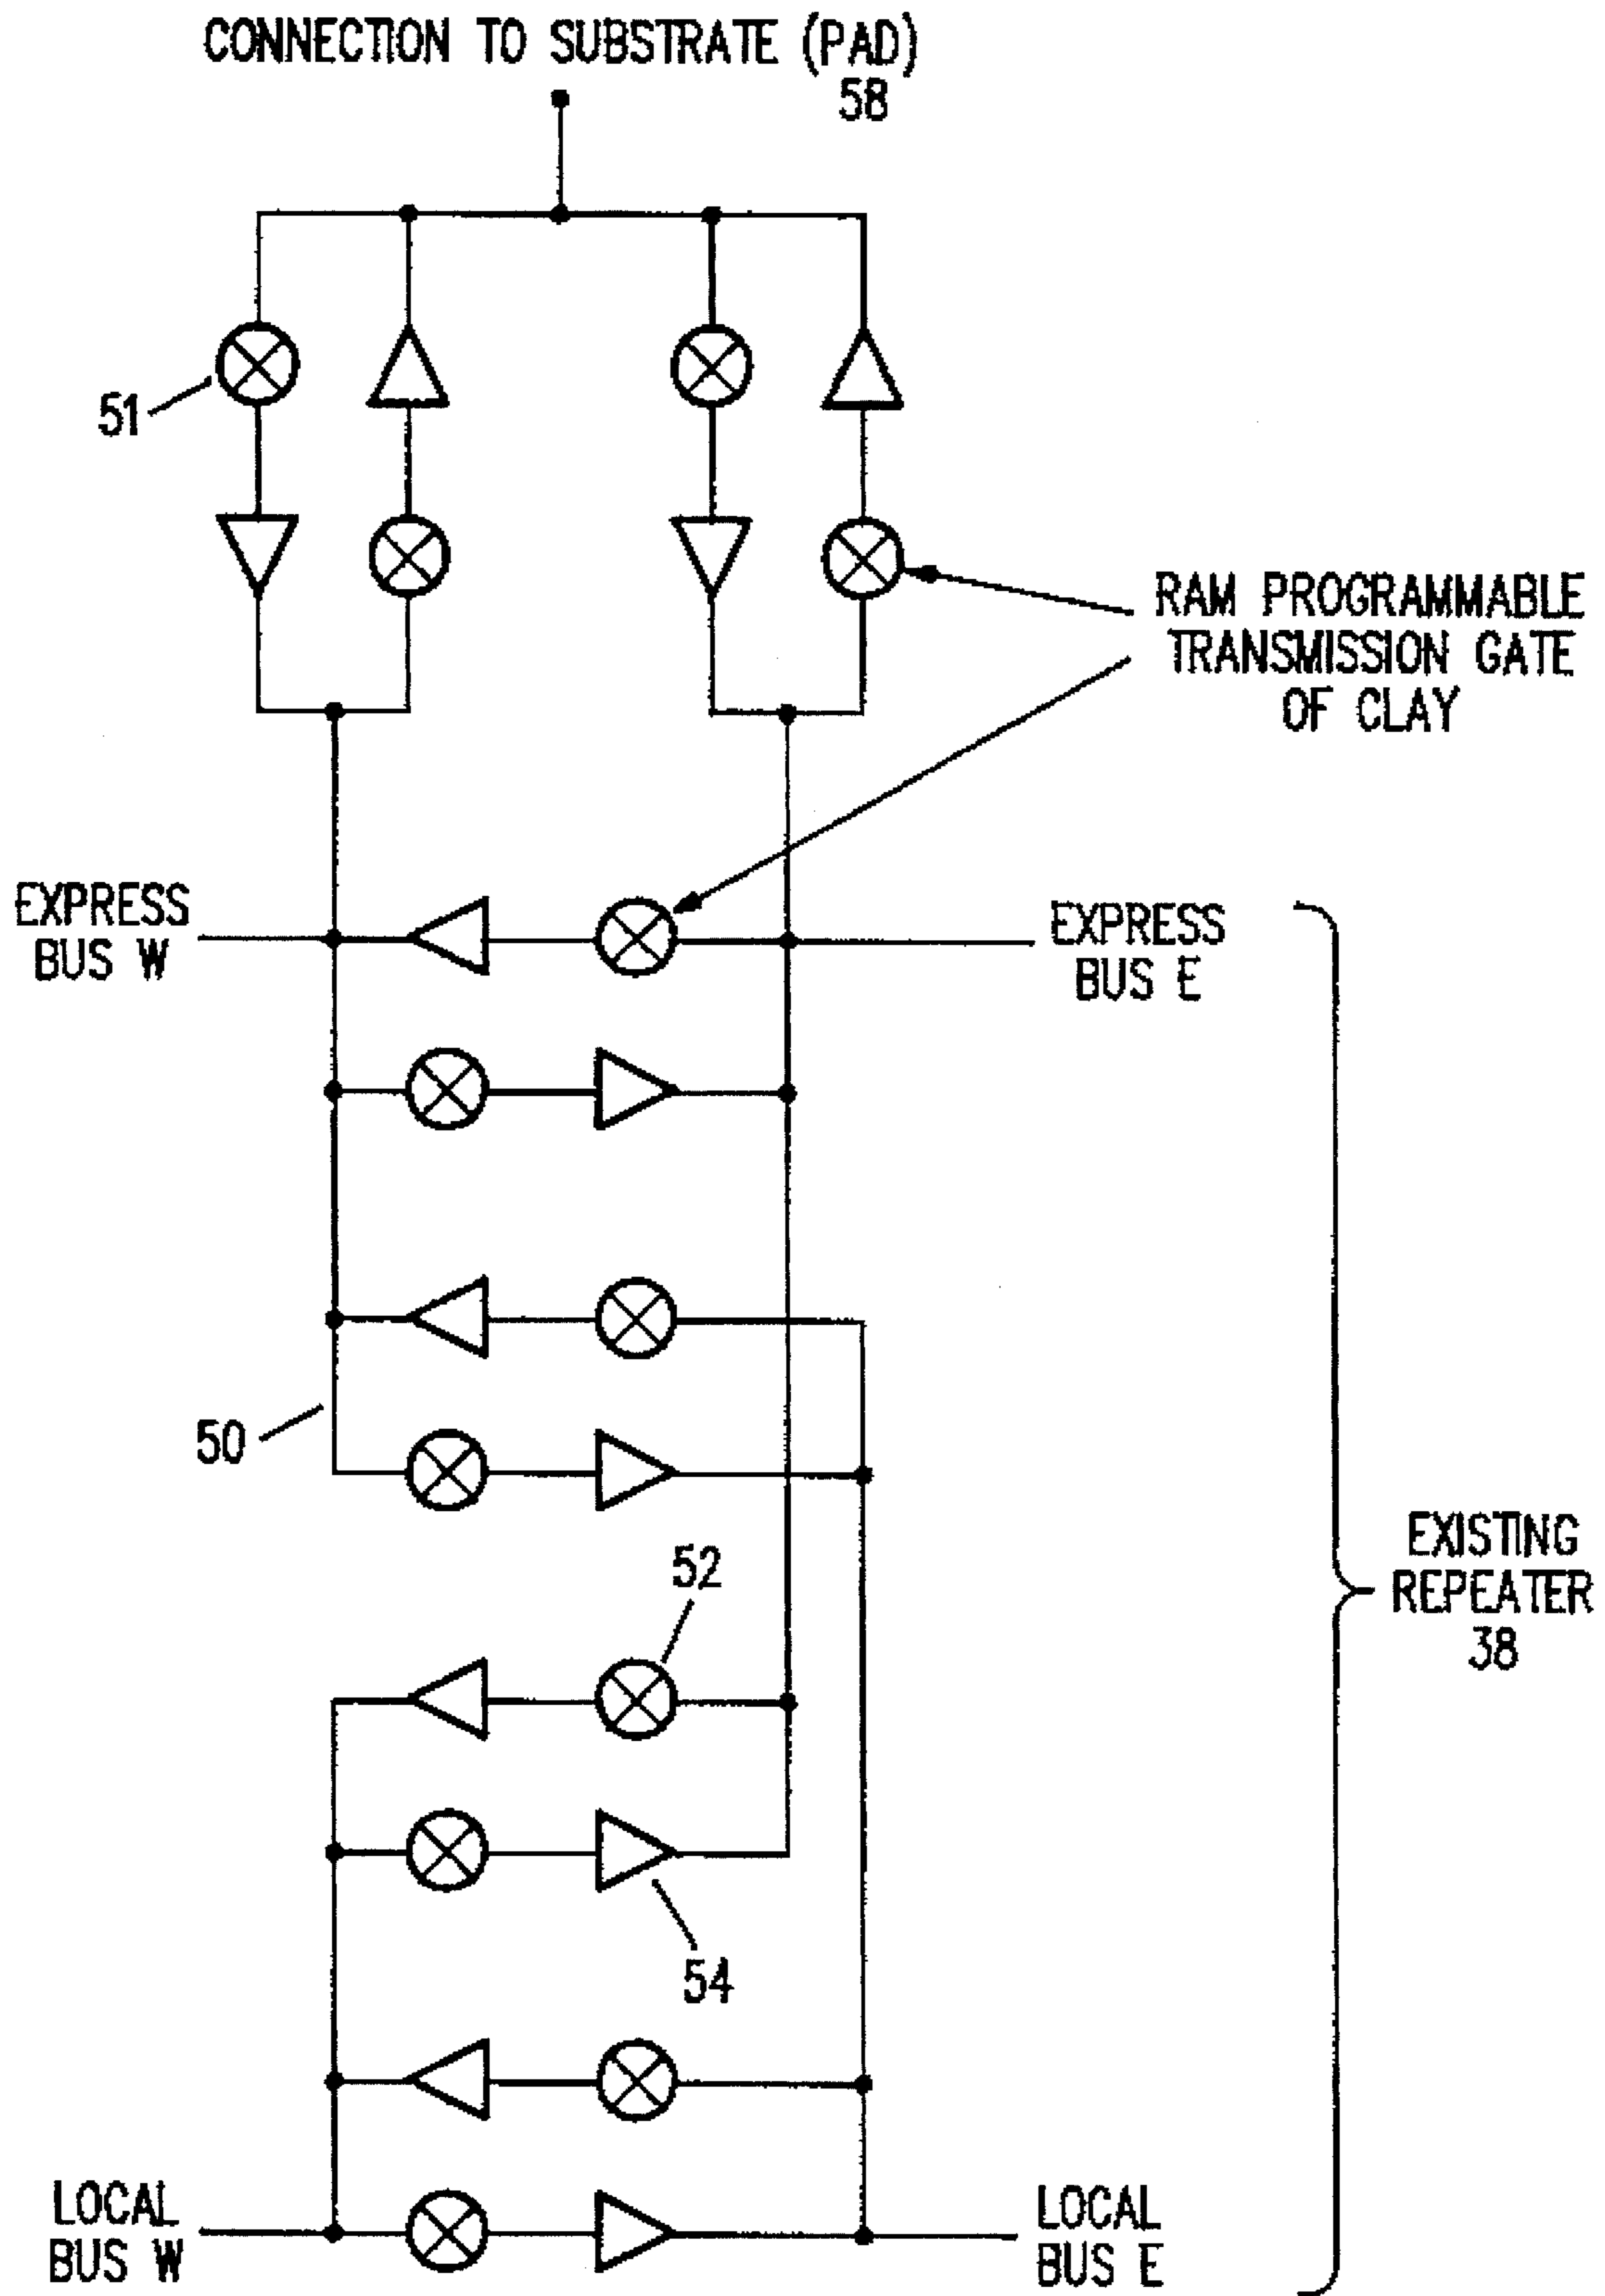 CONNECTION TO SUBSTRATE (PAD)
58
51
RAM PROGRAMMABLE
TRANSMISSION GATE
OF CLAY
EXPRESS
BUS W
EXPRESS
BUS E
50
52
EXISTING
REPEATER
38
54
LOCAL
BUS W
LOCAL
BUS E